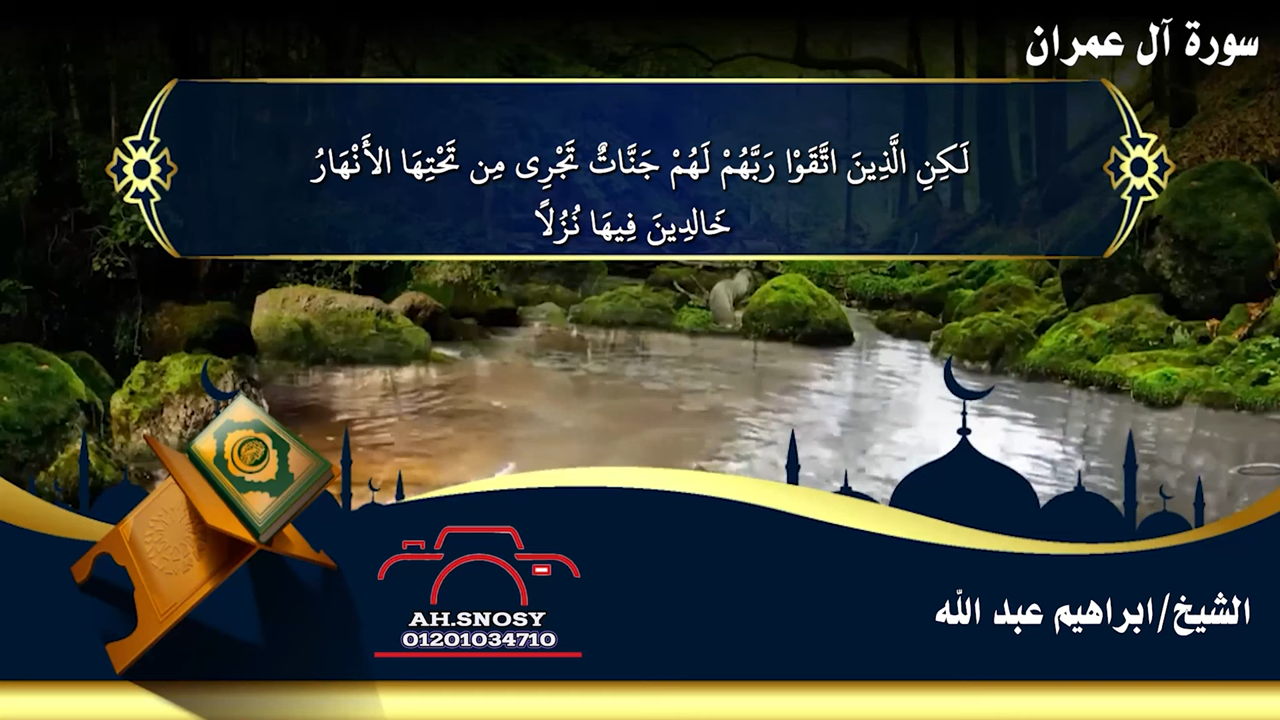 سورة آل عمران
لَكِنِ الَّذِينَ اتَّقَوْا رَبَّهُمْ لَهُمْ جَنَّاتٌ تَجْرِى مِن تَحْتِهَا الأَنْهَارُ
خَالِدِينَ فِيهَا نُزُلاً
AH.SNOSY
01201034710
الشيخ/ابراهيم عبد الله